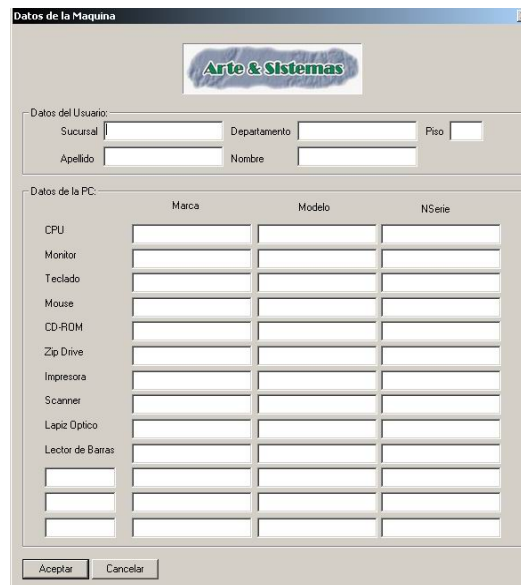 Datos de la Maquina
Arte & Sistemas
Datos del Usuario:
Sucursal Departamento Piso
Apellido Nombre
Datos de la PC:
Marca Modelo NSerie
CPU
Monitor
Teclado
Mouse
CD-ROM
Zip Drive
Impresora
Scanner
Lapiz Optico
Lector de Barras
Aceptar Cancelar